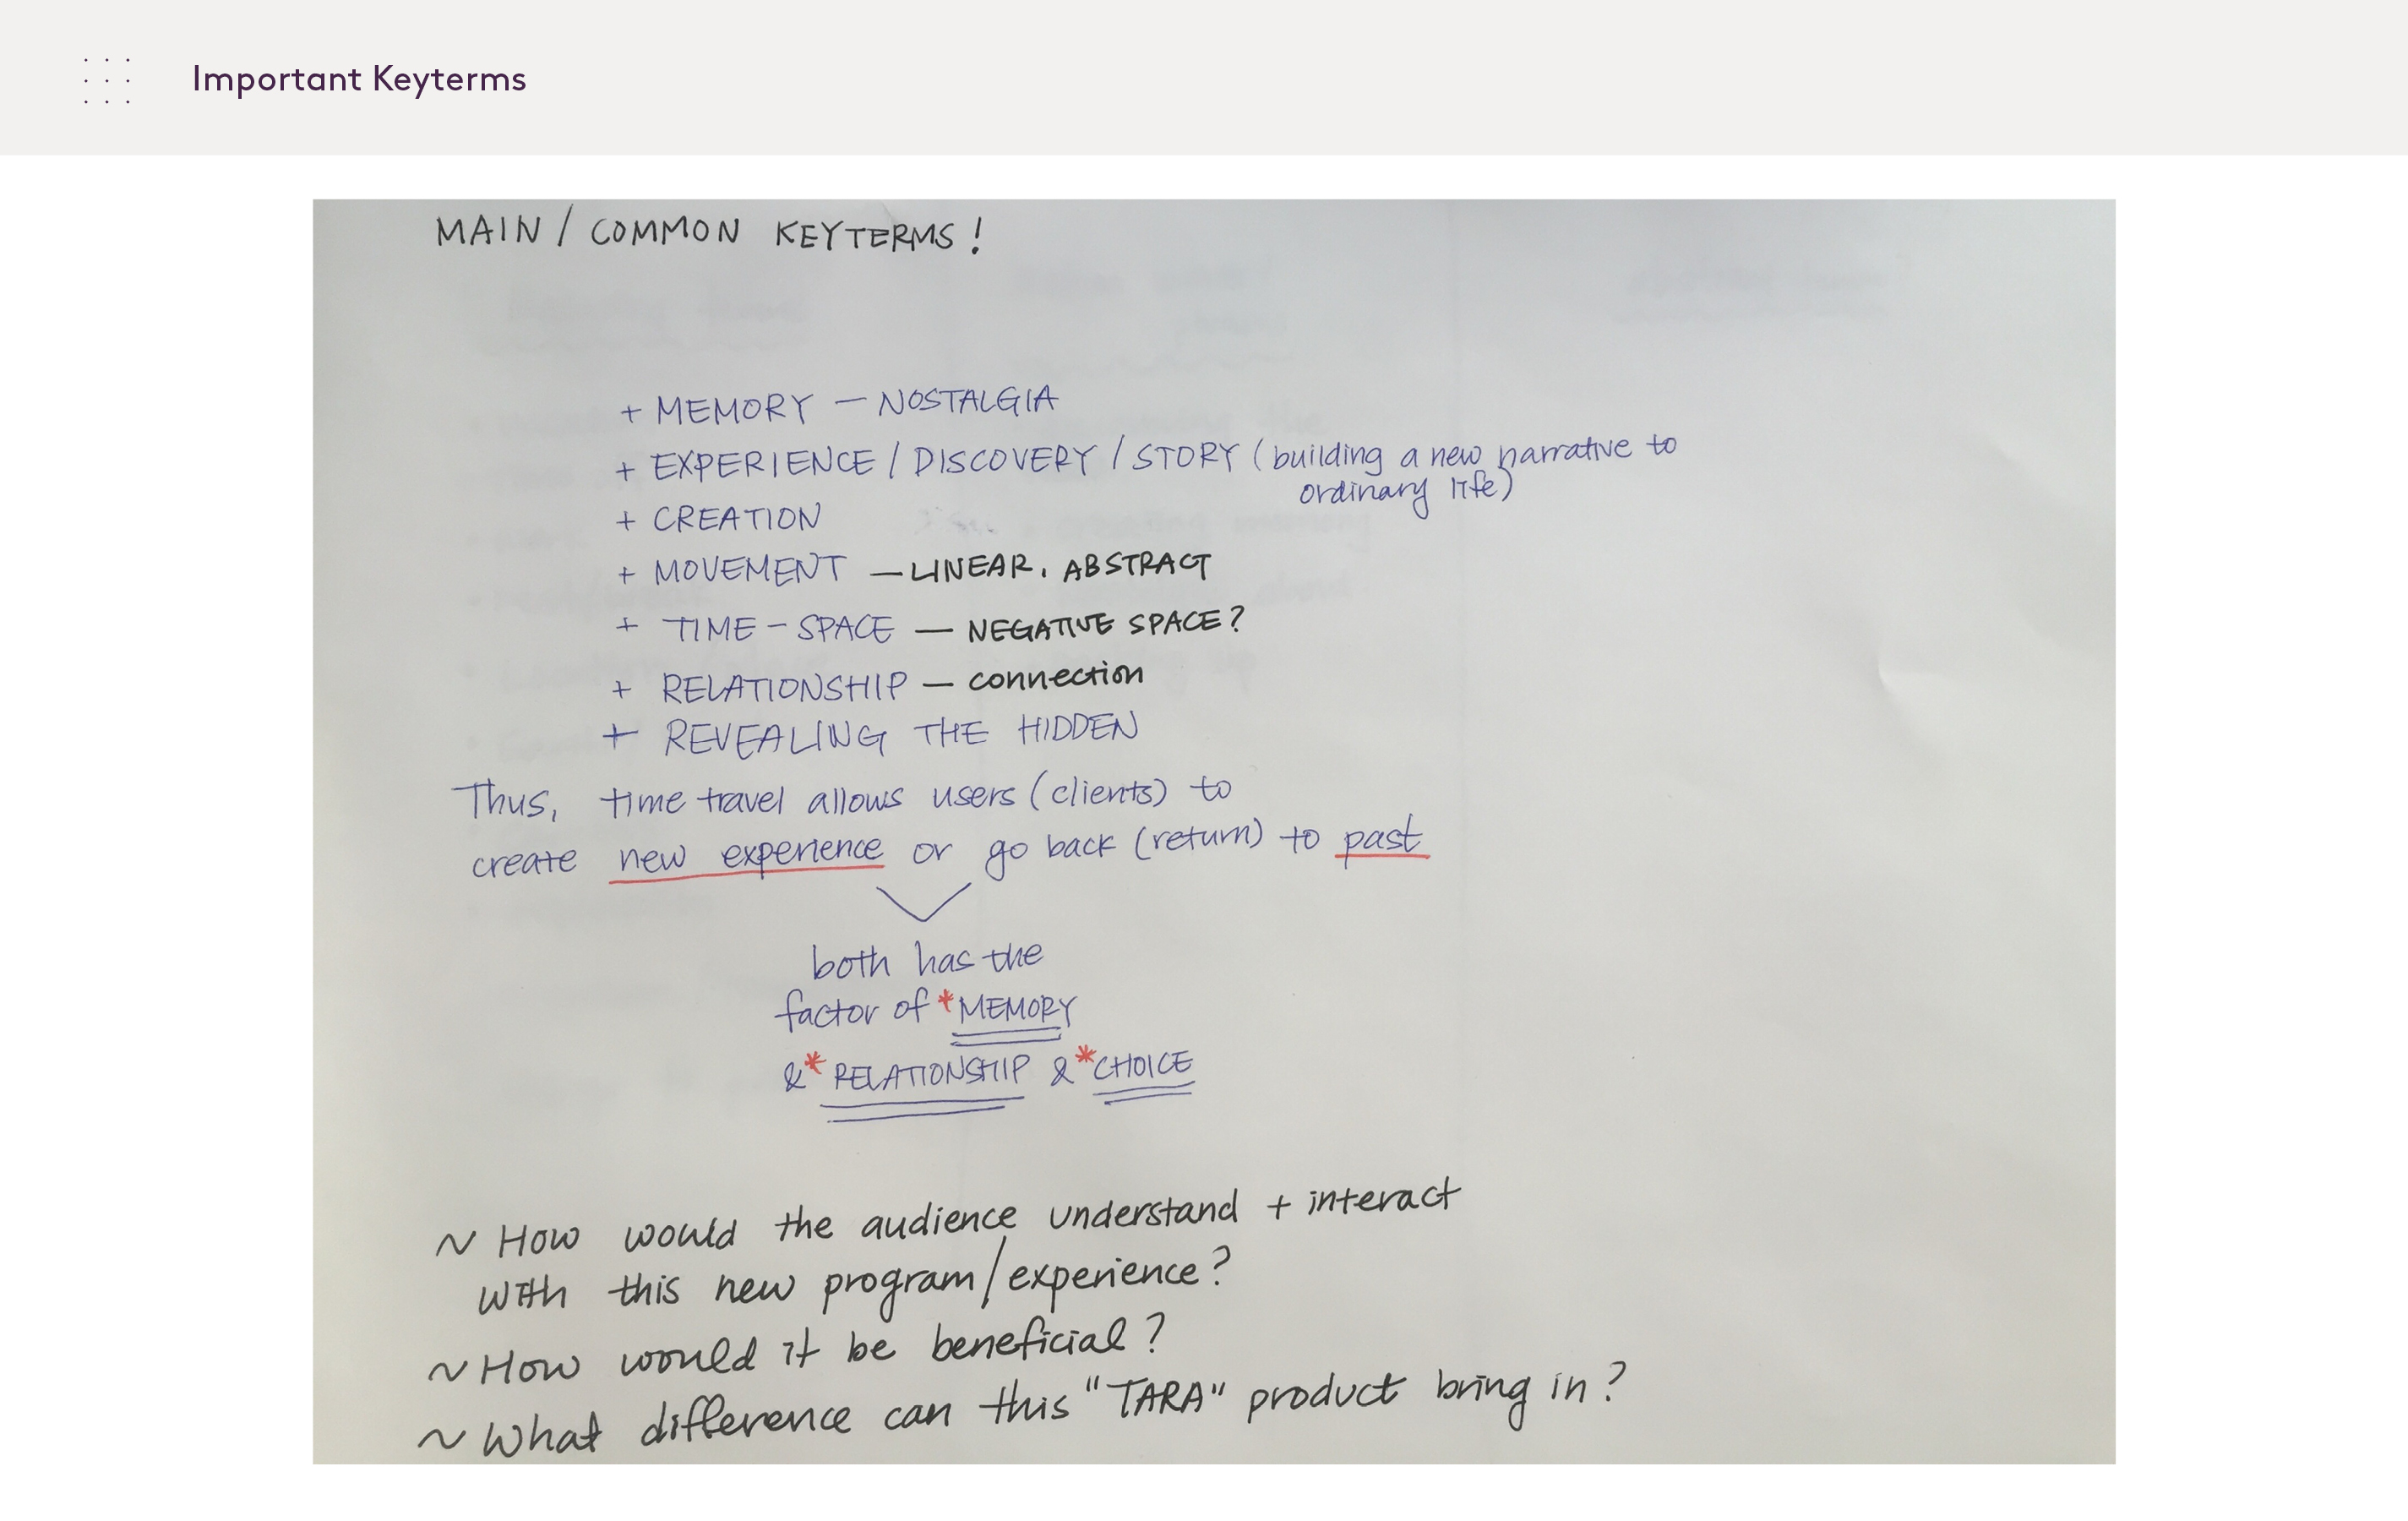 Important Keyterms
MAIN / COMMON KEYTERMS!
+ MEMORY — NOSTALGIA
+ EXPERIENCE / DISCOVERY / STORY (building a new narrative to
ordinary life)
+ CREATION
+ MOVEMENT — LINEAR, ABSTRACT
+ TIME - SPACE — NEGATIVE SPACE?
+ RELATIONSHIP — connection
+ REVEALING THE HIDDEN
Thus, time travel allows users (clients) to
create new experience or go back (return) to past
both has the
factor of *MEMORY
& *RELATIONSHIP & *CHOICE
~ How would the audience understand + interact
with this new program/experience?
~ How would it be beneficial?
~ What difference can this "TARA" product bring in?